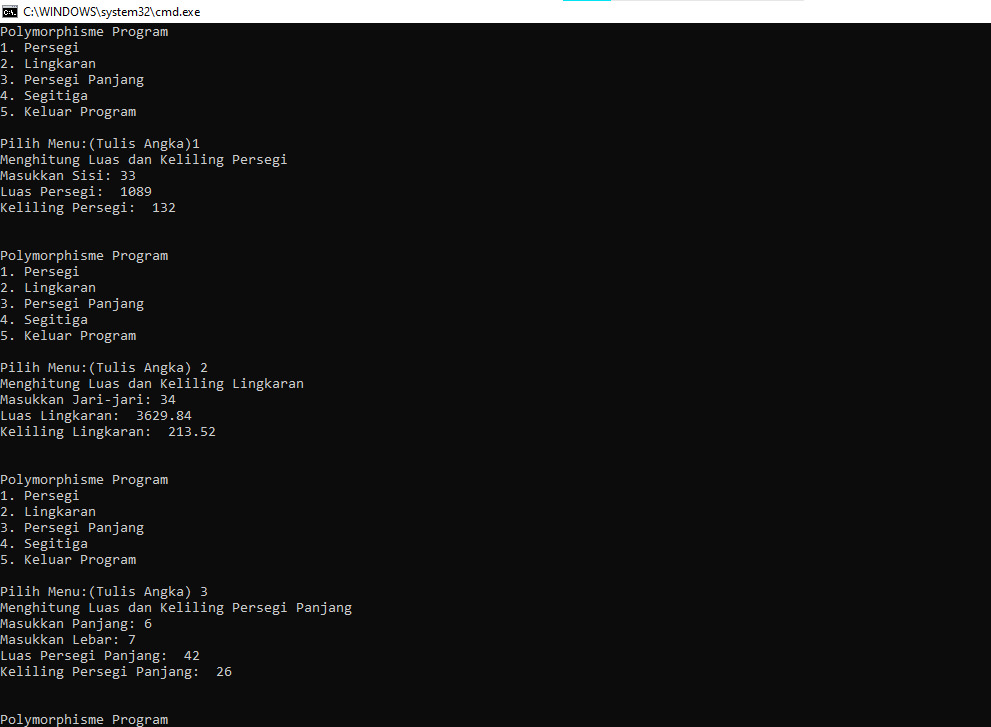 C:\WINDOWS\system32\cmd.exe
Polymorphisme Program
1. Persegi
2. Lingkaran
3. Persegi Panjang
4. Segitiga
5. Keluar Program
Pilih Menu:(Tulis Angka)1
Menghitung Luas dan Keliling Persegi
Masukkan Sisi: 33
Luas Persegi:  1089
Keliling Persegi:  132
Polymorphisme Program
1. Persegi
2. Lingkaran
3. Persegi Panjang
4. Segitiga
5. Keluar Program
Pilih Menu:(Tulis Angka) 2
Menghitung Luas dan Keliling Lingkaran
Masukkan Jari-jari: 34
Luas Lingkaran:  3629.84
Keliling Lingkaran:  213.52
Polymorphisme Program
1. Persegi
2. Lingkaran
3. Persegi Panjang
4. Segitiga
5. Keluar Program
Pilih Menu:(Tulis Angka) 3
Menghitung Luas dan Keliling Persegi Panjang
Masukkan Panjang: 6
Masukkan Lebar: 7
Luas Persegi Panjang:  42
Keliling Persegi Panjang:  26
Polymorphisme Program